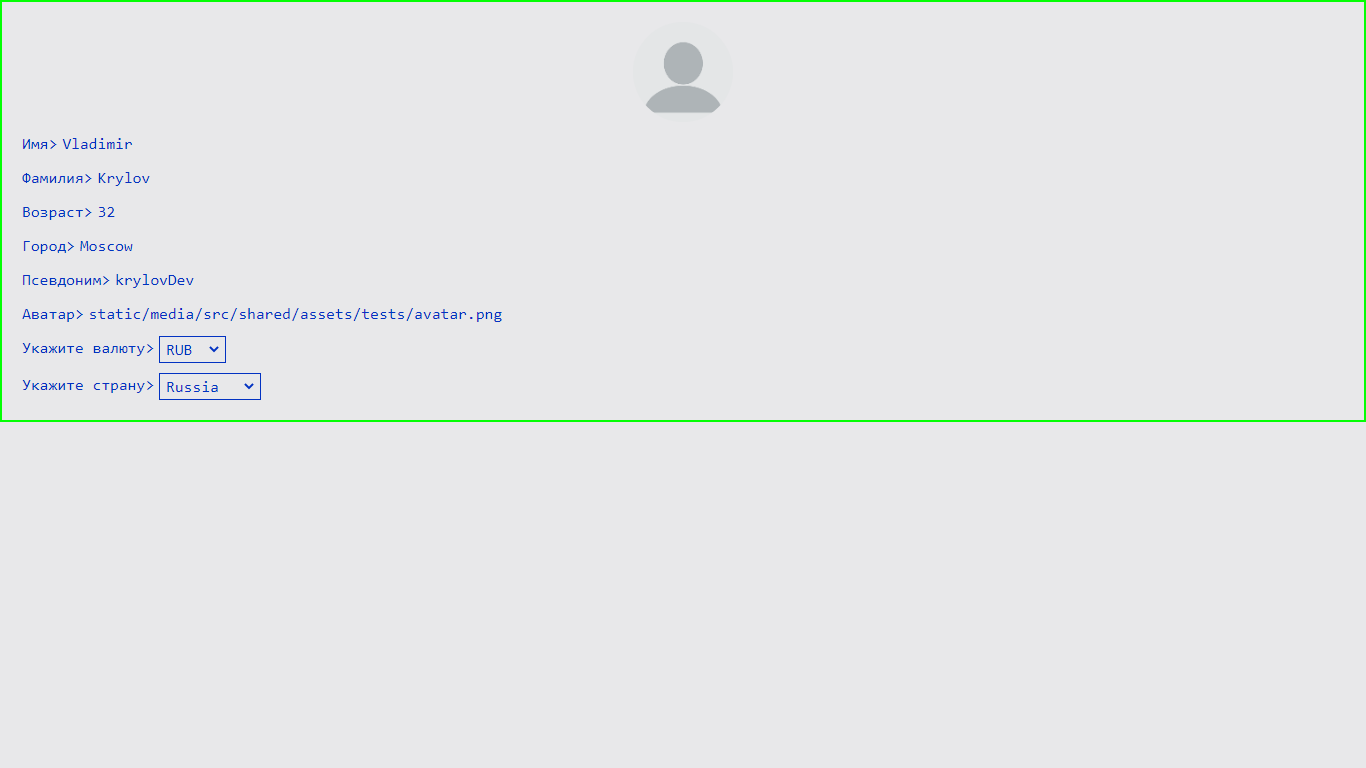 Имя> Vladimir
Фамилия> Krylov
Возраст> 32
Город> Moscow
Псевдоним> krylovDev
Аватар> static/media/src/shared/assets/tests/avatar.png
Укажите валюту> RUB
Укажите страну> Russia